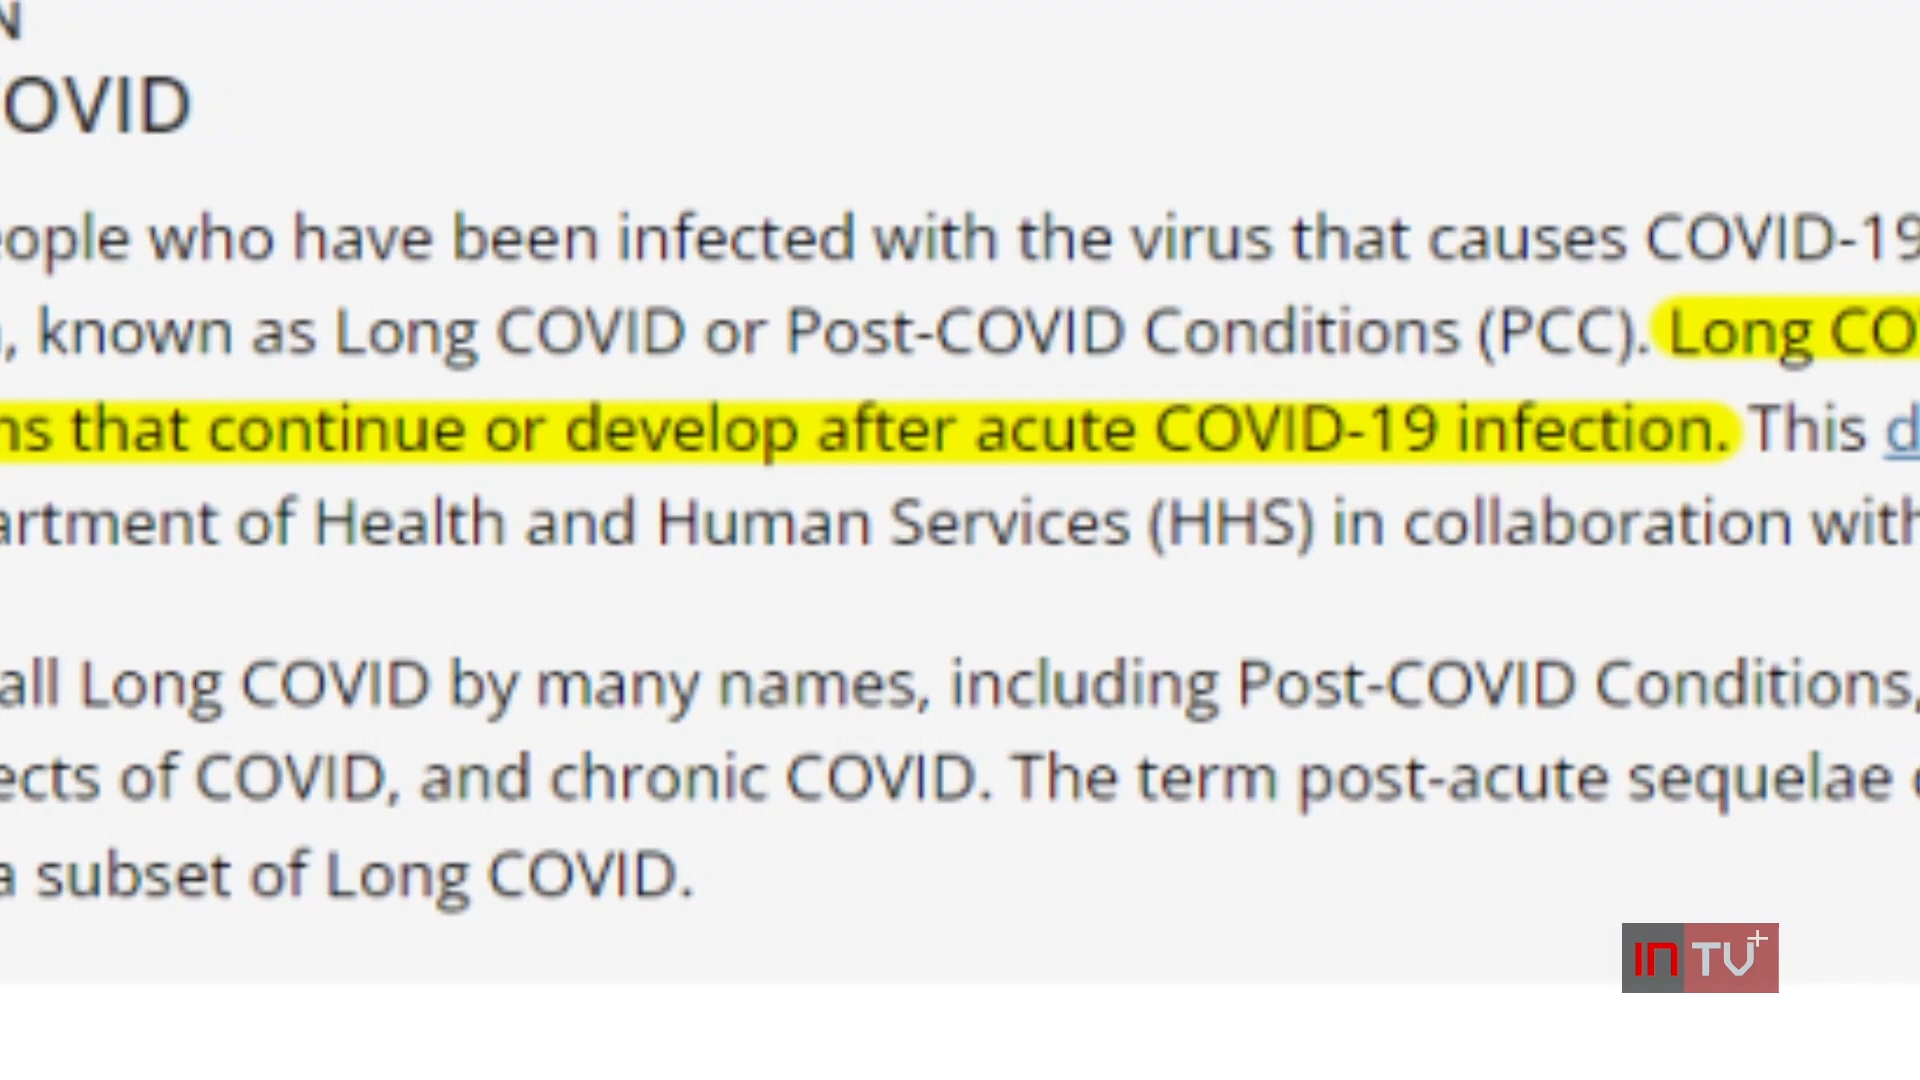 N
OVID
ople who have been infected with the virus that causes COVID-19
, known as Long COVID or Post-COVID Conditions (PCC). Long CO
ns that continue or develop after acute COVID-19 infection. This d
artment of Health and Human Services (HHS) in collaboration with
all Long COVID by many names, including Post-COVID Conditions,
ects of COVID, and chronic COVID. The term post-acute sequelae
a subset of Long COVID.
IN TV+